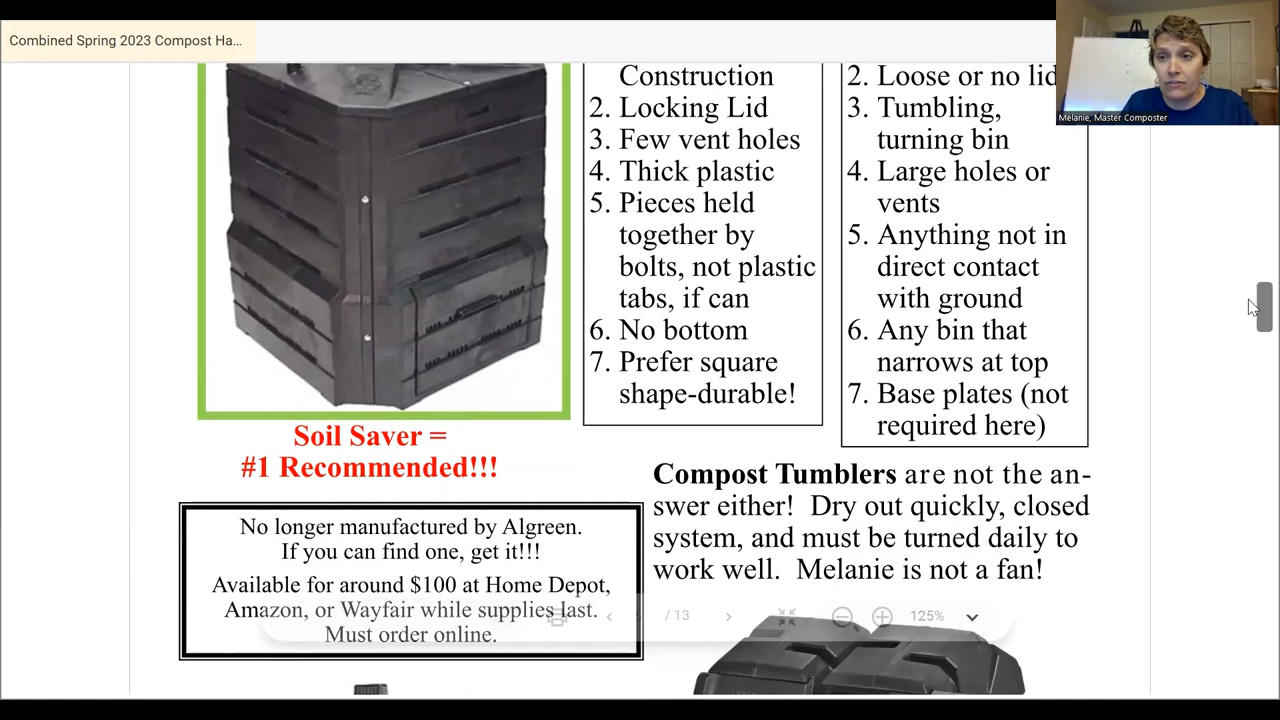 Combined Spring 2023 Compost Ha...
Melanie, Master Composter
Construction
2. Locking Lid
3. Few vent holes
4. Thick plastic
5. Pieces held
together by
bolts, not plastic
tabs, if can
6. No bottom
7. Prefer square
shape-durable!
2. Loose or no lid
3. Tumbling,
turning bin
4. Large holes or
vents
5. Anything not in
direct contact
with ground
6. Any bin that
narrows at top
7. Base plates (not
required here)
Soil Saver =
#1 Recommended!!!
No longer manufactured by Algreen.
If you can find one, get it!!!
Available for around $100 at Home Depot,
Amazon, or Wayfair while supplies last.
Must order online.
Compost Tumblers are not the an-
swer either! Dry out quickly, closed
system, and must be turned daily to
work well. Melanie is not a fan!
/ 13
125%